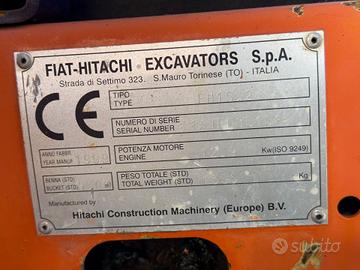 FIAT-HITACHI EXCAVATORS S.p.A.
Strada di Settimo 323. S.Mauro Torinese (TO) - ITALIA
CE
TIPO
TYPE
NUMERO DI SERIE
SERIAL NUMBER
ANNO FABBR.
YEAR MANUF.
POTENZA MOTORE
ENGINE
Kw(ISO 9249)
BENNA (STD)
BUCKET (STD)
PESO TOTALE (STD)
TOTAL WEIGHT (STD)
Kg
Manufactured by
Hitachi Construction Machinery (Europe) B.V.
subito